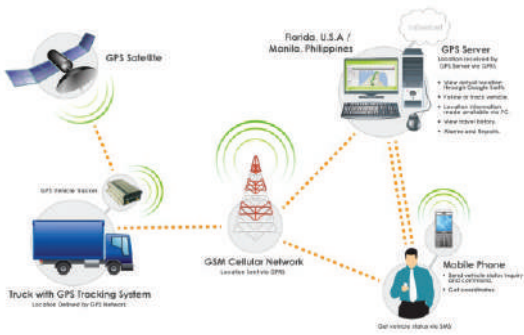 GPS Satellite
Florida, U.S.A /
Manila, Philippines
GPS Server
Location received by
GPS Server via GPRS
View actual location
through Google Earth
Follow or track vehicle.
Location information
made available via PC
View travel history.
Alarms and Reports.
GPS Vehicle Tracker
GSM Cellular Network
Location Sent via GPRS
Truck with GPS Tracking System
Location Defined by GPS Network
Mobile Phone
Send vehicle status inquiry
and command.
Get coordinates
Get vehicle status via SMS